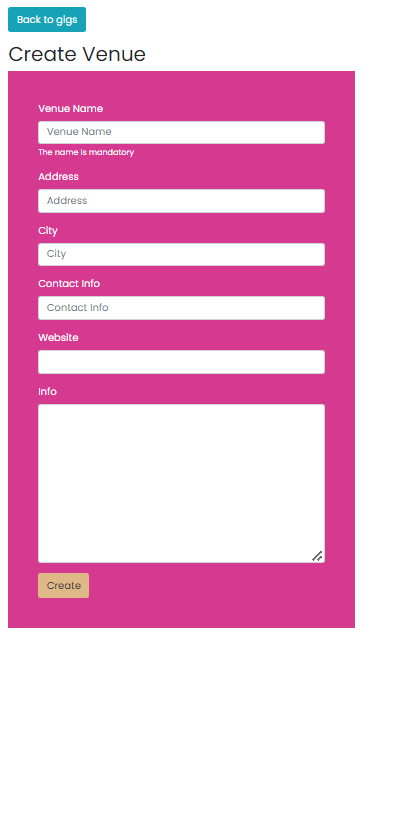 Back to gigs
Create Venue
Venue Name
Venue Name
The name is mandatory
Address
Address
City
City
Contact Info
Contact Info
Website
Info
Create